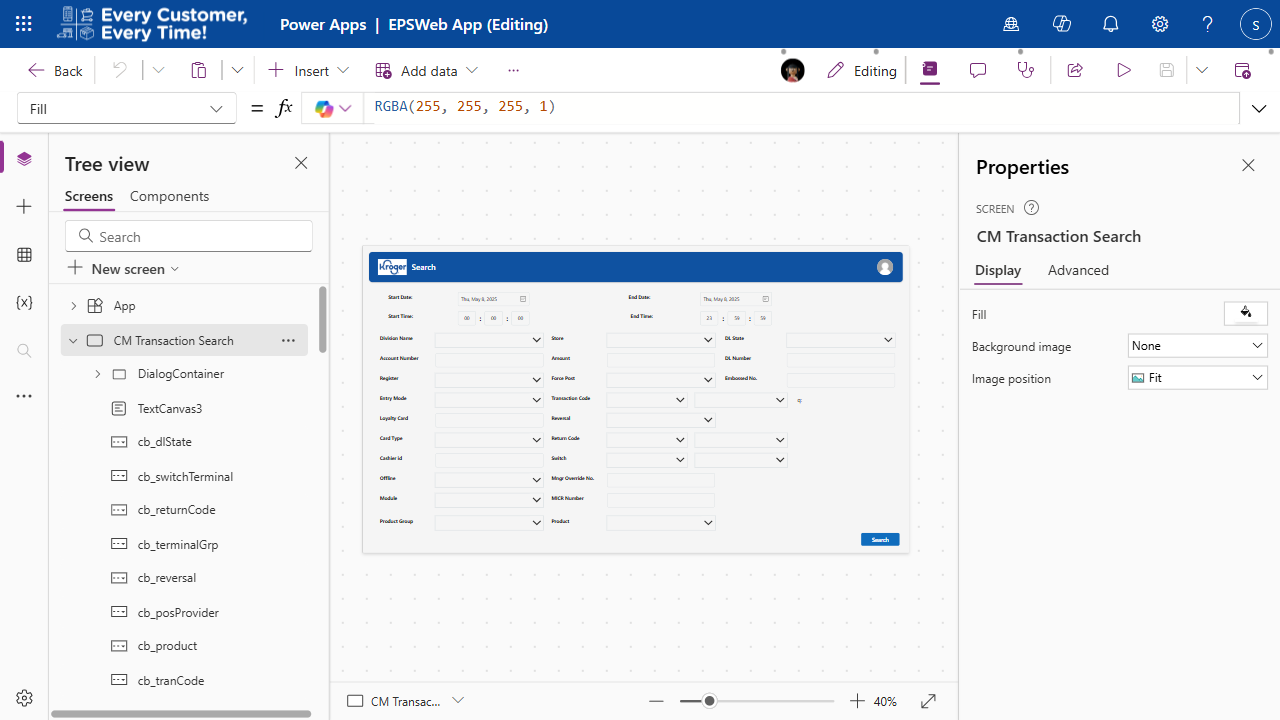 Every Customer,
Every Time!
Power Apps | EPSWeb App (Editing)
s
Back
Insert
Add data
Editing
Fill
= fx
RGBA(255, 255, 255, 1)
Tree view
Screens
Components
Search
New screen
App
CM Transaction Search
DialogContainer
TextCanvas3
cb_dlState
cb_switchTerminal
cb_returnCode
cb_terminalGrp
cb_reversal
cb_posProvider
cb_product
cb_tranCode
Kroger
Search
Start Date:
Thu, May 8, 2025
End Date:
Thu, May 8, 2025
Start Time:
00 : 00 : 00
End Time:
23 : 59 : 59
Division Name
Store
DL State
Account Number
Amount
DL Number
Register
Force Post
Embossed No.
Entry Mode
Transaction Code
Loyalty Card
Reversal
Card Type
Return Code
Cashier id
Switch
Offline
Mngr Override No.
Module
MICR Number
Product Group
Product
Search
CM Transac...
40%
Properties
SCREEN
CM Transaction Search
Display
Advanced
Fill
Background image
None
Image position
Fit